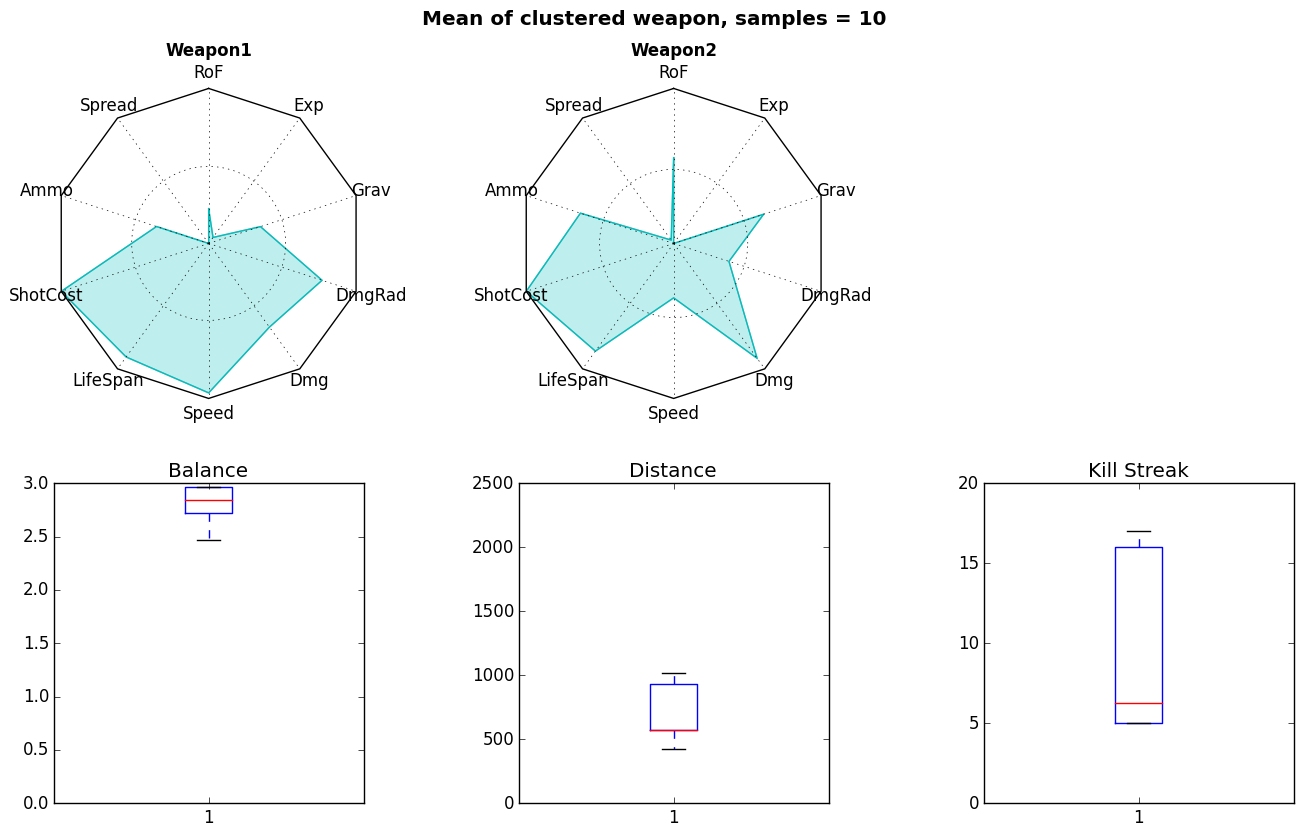 Mean of clustered weapon, samples = 10
Weapon1
RoF
Spread
Exp
Ammo
Grav
ShotCost
DmgRad
LifeSpan
Dmg
Speed
Weapon2
RoF
Spread
Exp
Ammo
Grav
ShotCost
DmgRad
LifeSpan
Dmg
Speed
Balance
3.0
2.5
2.0
1.5
1.0
0.5
0.0
1
Distance
2500
2000
1500
1000
500
0
1
Kill Streak
20
15
10
5
0
1